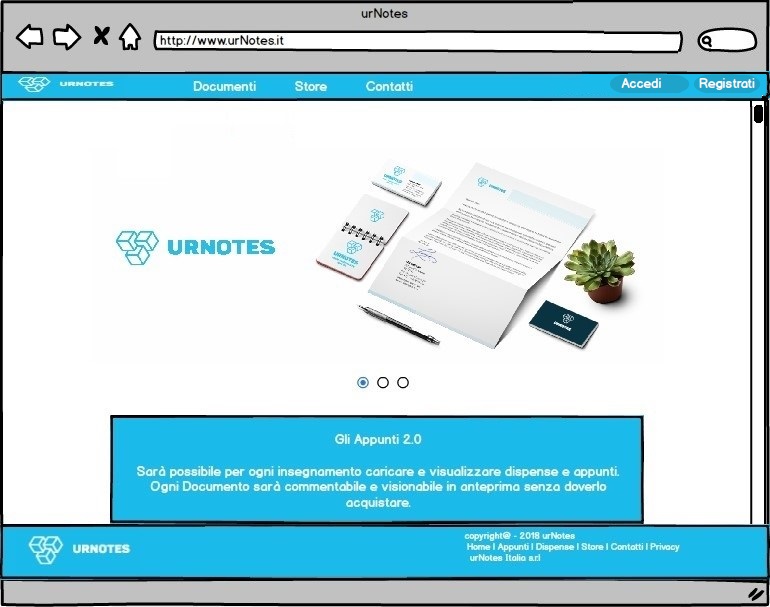 urNotes
http://www.urNotes.it
URNOTES
Documenti
Store
Contatti
Accedi
Registrati
URNOTES
URNOTES
Gli Appunti 2.0
Sarà possibile per ogni insegnamento caricare e visualizzare dispense e appunti.
Ogni Documento sarà commentabile e visionabile in anteprima senza doverlo
acquistare.
URNOTES
copyright@ - 2018 urNotes
Home | Appunti | Dispense | Store | Contatti | Privacy
urNotes Italia s.r.l